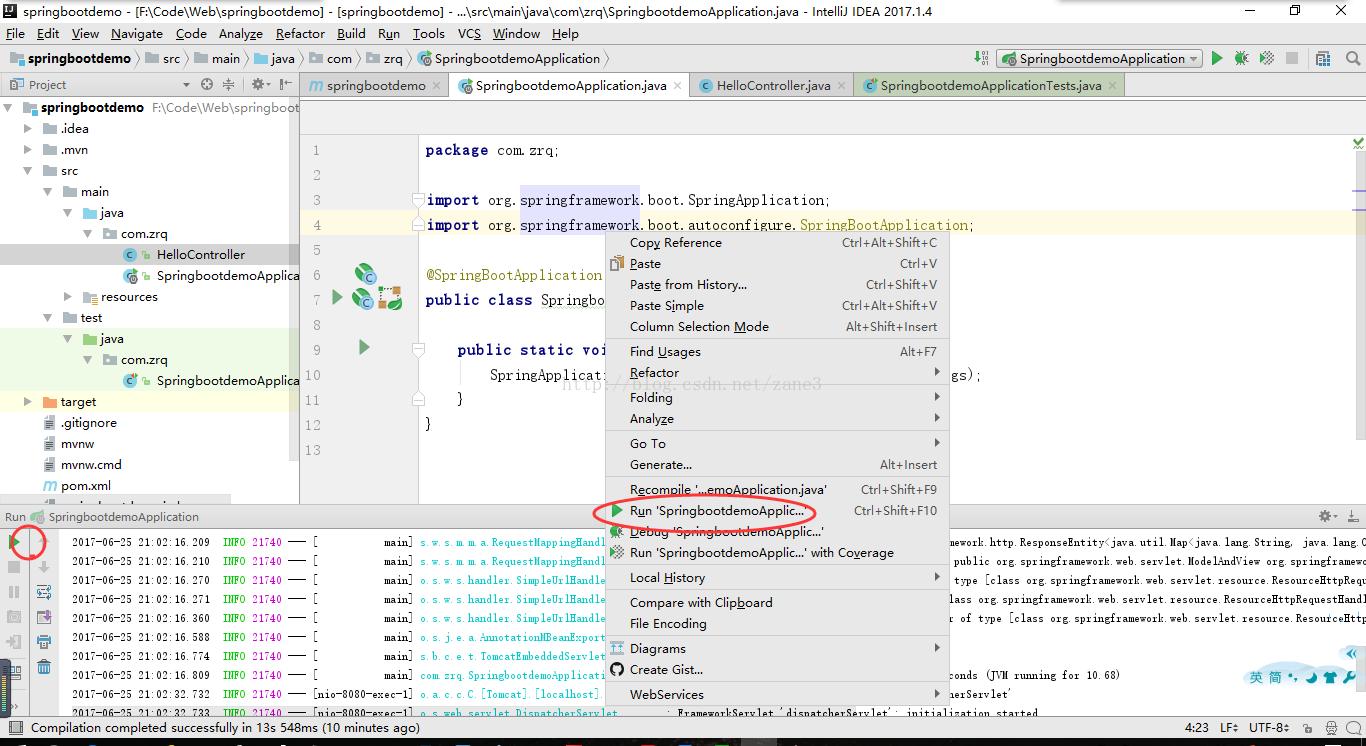 springbootdemo - [F:\Code\Web\springbootdemo] - [springbootdemo] - ...\src\main\java\com\zrq\SpringbootdemoApplication.java - IntelliJ IDEA 2017.1.4
File Edit View Navigate Code Analyze Refactor Build Run Tools VCS Window Help
springbootdemo src main java com zrq SpringbootdemoApplication SpringbootdemoApplication
Project springbootdemo SpringbootdemoApplication.java HelloController.java SpringbootdemoApplicationTests.java
springbootdemo F:\Code\Web\springboot
.idea
.mvn
src
main
java
com.zrq
HelloController
SpringbootdemoApplica
resources
test
java
com.zrq
SpringbootdemoApplica
target
.gitignore
mvnw
mvnw.cmd
pom.xml
1 package com.zrq;
2
3 import org.springframework.boot.SpringApplication;
4 import org.springframework.boot.autoconfigure.SpringBootApplication;
5
6 @SpringBootApplication
7 public class Springbo
8
9 public static voi
10 SpringApplicati gs);
11 }
12 }
13
http://blog.csdn.net/zane3
Copy Reference Ctrl+Alt+Shift+C
Paste Ctrl+V
Paste from History... Ctrl+Shift+V
Paste Simple Ctrl+Alt+Shift+V
Column Selection Mode Alt+Shift+Insert
Find Usages Alt+F7
Refactor
Folding
Analyze
Go To
Generate... Alt+Insert
Recompile '...emoApplication.java' Ctrl+Shift+F9
Run 'SpringbootdemoApplic...' Ctrl+Shift+F10
Debug 'SpringbootdemoApplic...'
Run 'SpringbootdemoApplic...' with Coverage
Local History
Compare with Clipboard
File Encoding
Diagrams
Create Gist...
WebServices
Run SpringbootdemoApplication
2017-06-25 21:02:16.209 INFO 21740 --- [ main] s.w.s.m.m.a.RequestMappingHandl mework.http.ResponseEntity<java.util.Map<java.lang.String, java.lang.O
2017-06-25 21:02:16.210 INFO 21740 --- [ main] s.w.s.m.m.a.RequestMappingHandl public org.springframework.web.servlet.ModelAndView org.springframewo
2017-06-25 21:02:16.270 INFO 21740 --- [ main] o.s.w.s.handler.SimpleUrlHandle type [class org.springframework.web.servlet.resource.ResourceHttpRequ
2017-06-25 21:02:16.271 INFO 21740 --- [ main] o.s.w.s.handler.SimpleUrlHandle lass org.springframework.web.servlet.resource.ResourceHttpRequestHandl
2017-06-25 21:02:16.360 INFO 21740 --- [ main] o.s.w.s.handler.SimpleUrlHandle r of type [class org.springframework.web.servlet.resource.ResourceHttp
2017-06-25 21:02:16.588 INFO 21740 --- [ main] o.s.j.e.a.AnnotationMBeanExport
2017-06-25 21:02:16.774 INFO 21740 --- [ main] s.b.c.e.t.TomcatEmbeddedServlet
2017-06-25 21:02:16.809 INFO 21740 --- [ main] com.zrq.SpringbootdemoApplicati conds (JVM running for 10.68)
2017-06-25 21:02:32.732 INFO 21740 --- [nio-8080-exec-1] o.a.c.c.C.[Tomcat].[localhost]. cherServlet'
2017-06-25 21:02:32.733 INFO 21740 --- [nio-8080-exec-1] o.s.web.servlet.DispatcherServlet : FrameworkServlet 'dispatcherServlet': initialization started
英 简
Compilation completed successfully in 13s 548ms (10 minutes ago) 4:23 LF UTF-8